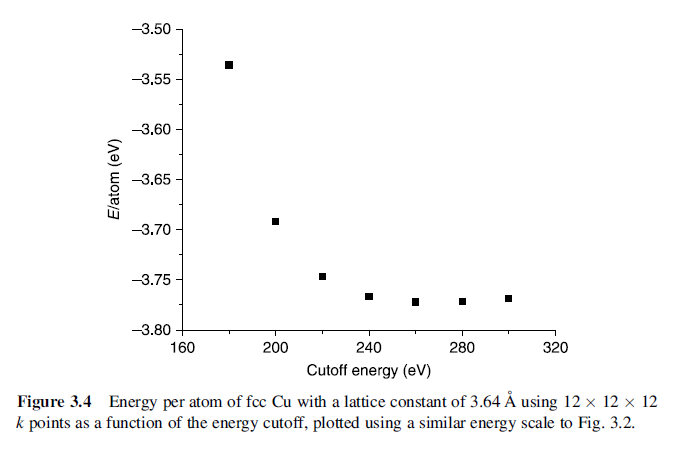 −3.50
−3.55
−3.60
−3.65
−3.70
−3.75
−3.80
E/atom (eV)
160 200 240 280 320
Cutoff energy (eV)
Figure 3.4 Energy per atom of fcc Cu with a lattice constant of 3.64 Å using 12 × 12 × 12
k points as a function of the energy cutoff, plotted using a similar energy scale to Fig. 3.2.